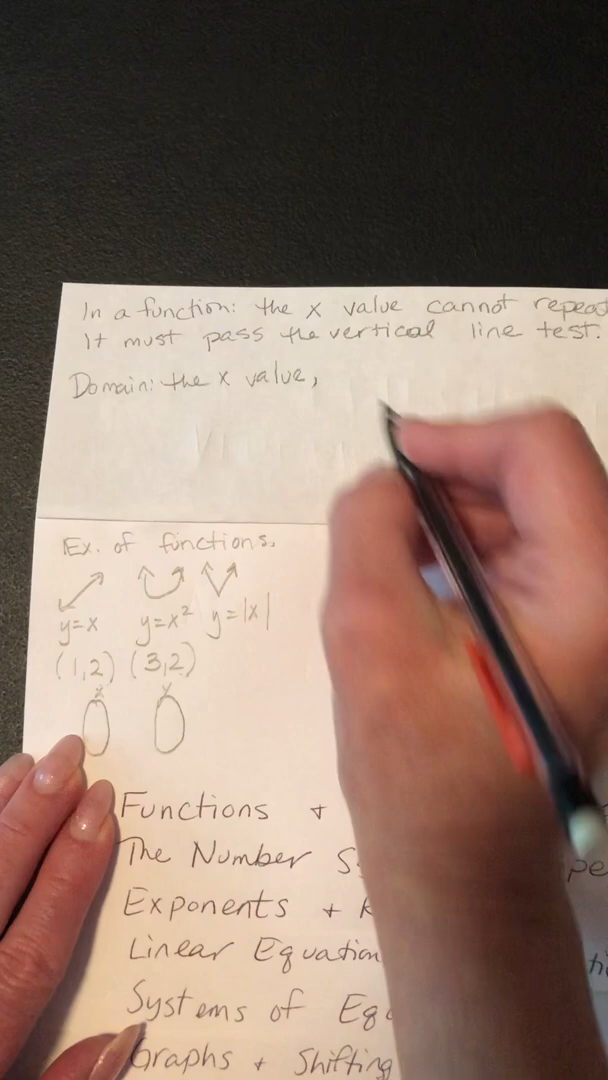 In a function: the x value cannot repeat
It must pass the vertical line test.
Domain: the x value,
Ex. of functions.
y=x y=x² y=|x|
(1,2) (3,2)
x y
Functions +
The Number
Exponents +
Linear Equation
Systems of
Graphs + Shifting